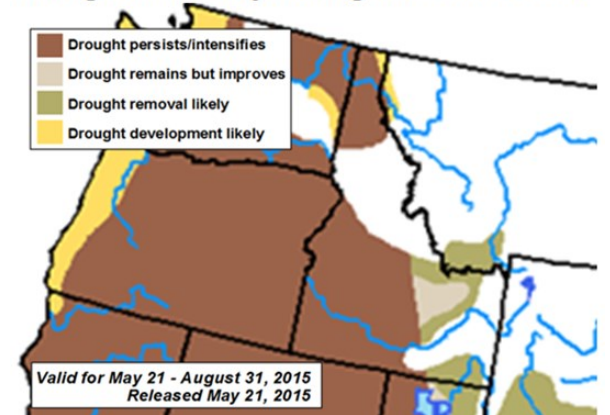 Drought persists/intensifies
Drought remains but improves
Drought removal likely
Drought development likely
Valid for May 21 - August 31, 2015
Released May 21, 2015